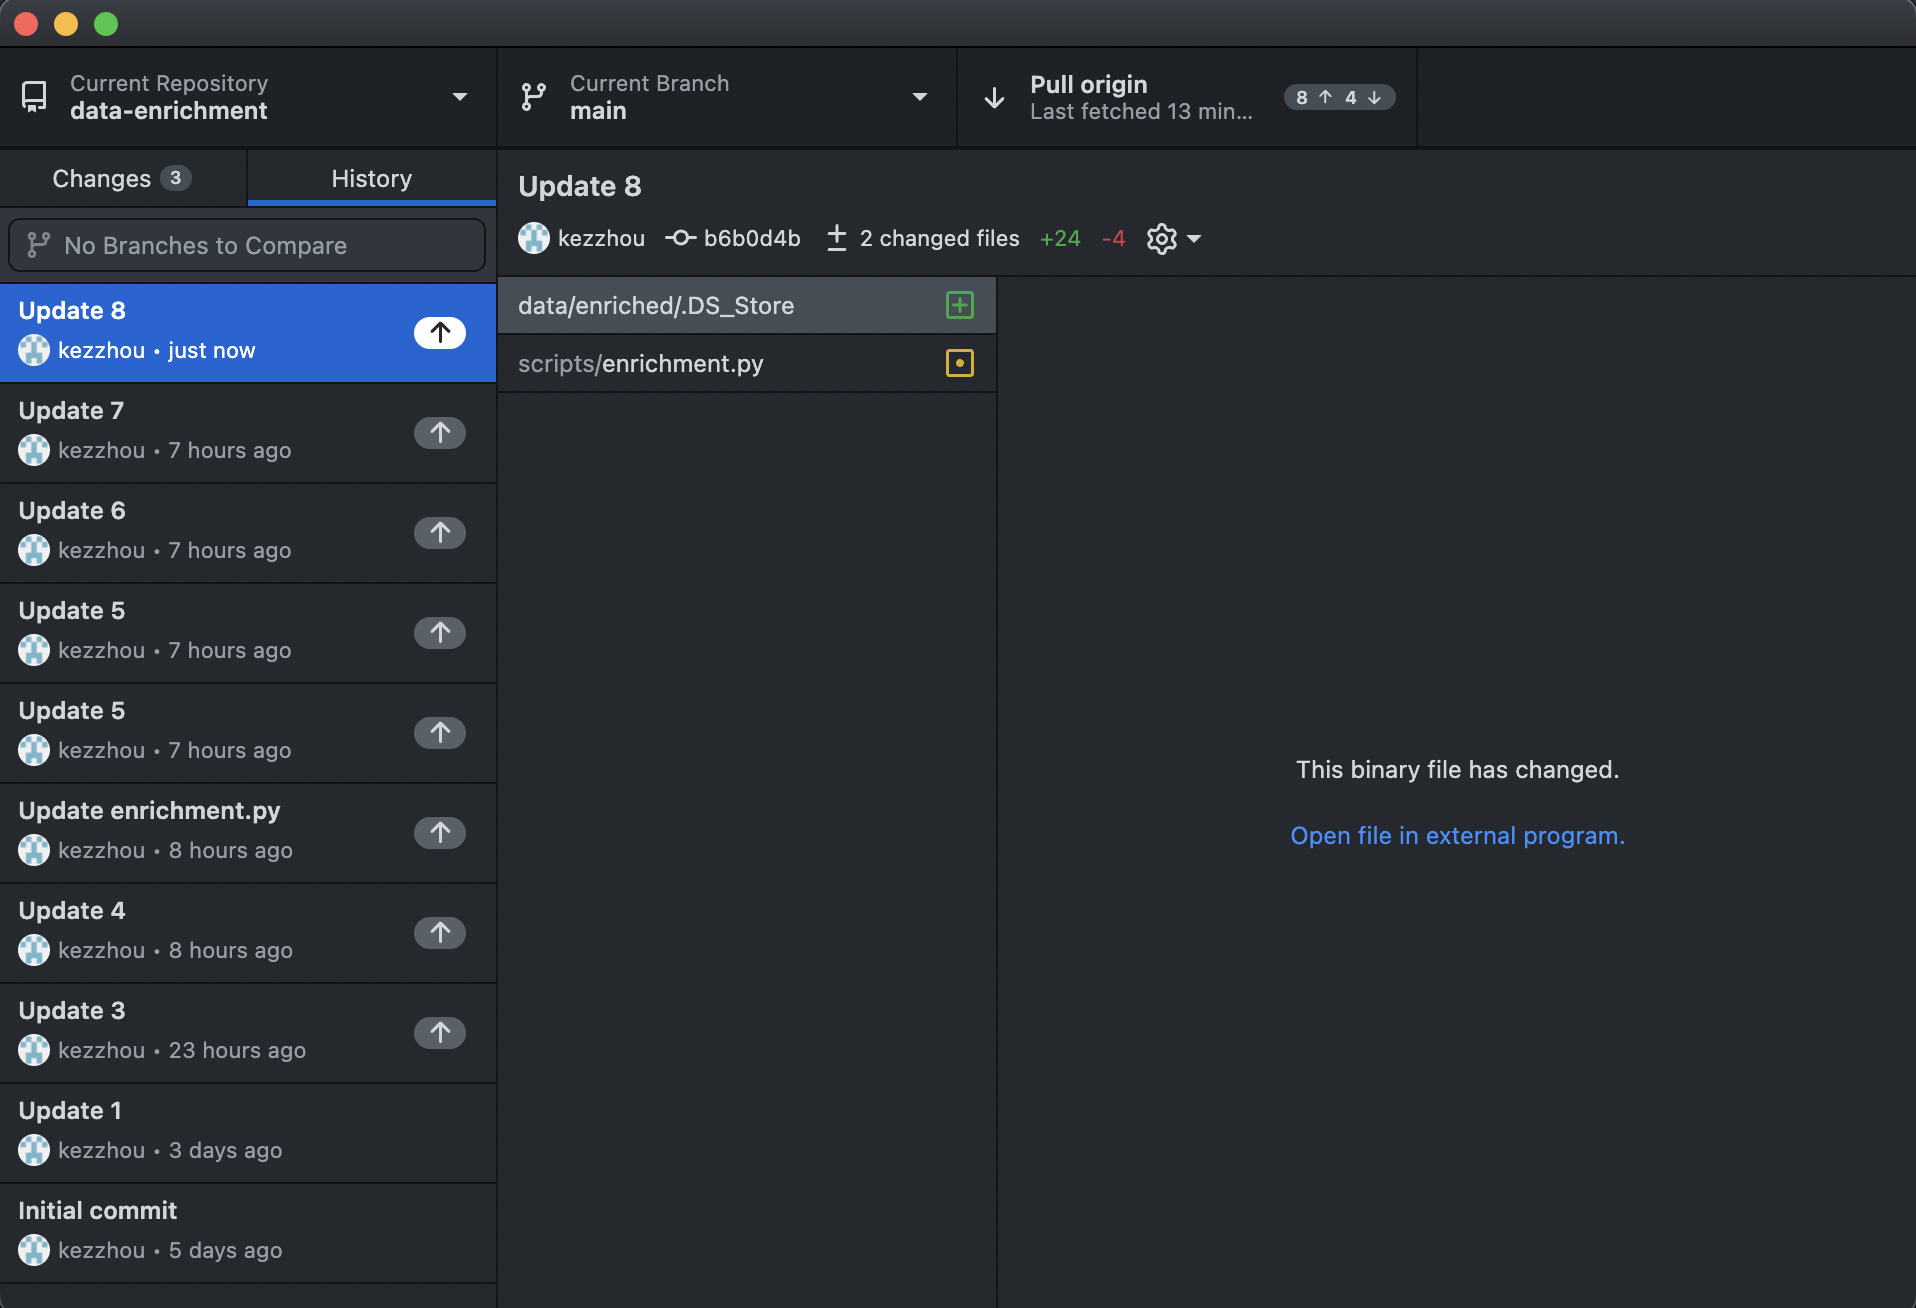 Current Repository
data-enrichment
Current Branch
main
Pull origin
Last fetched 13 min...
8 ↑ 4 ↓
Changes 3
History
No Branches to Compare
Update 8
kezzhou • just now
Update 7
kezzhou • 7 hours ago
Update 6
kezzhou • 7 hours ago
Update 5
kezzhou • 7 hours ago
Update 5
kezzhou • 7 hours ago
Update enrichment.py
kezzhou • 8 hours ago
Update 4
kezzhou • 8 hours ago
Update 3
kezzhou • 23 hours ago
Update 1
kezzhou • 3 days ago
Initial commit
kezzhou • 5 days ago
Update 8
kezzhou b6b0d4b 2 changed files +24 -4
data/enriched/.DS_Store
scripts/enrichment.py
This binary file has changed.
Open file in external program.